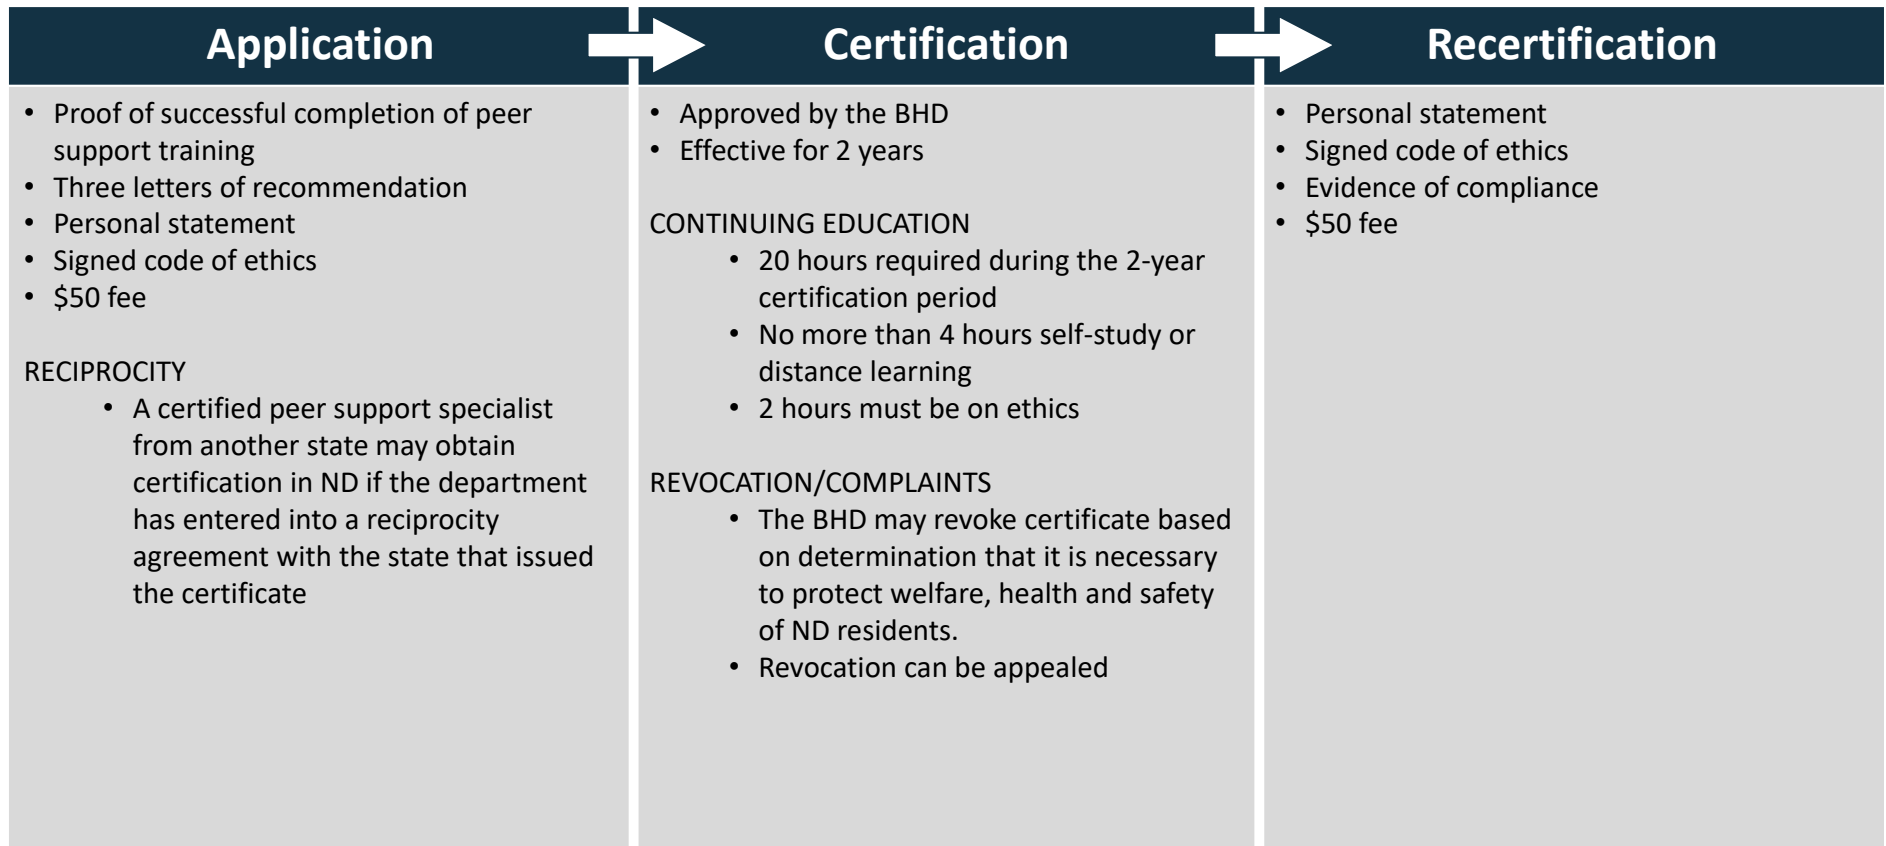 Application
• Proof of successful completion of peer
support training
• Three letters of recommendation
• Personal statement
• Signed code of ethics
• $50 fee
RECIPROCITY
• A certified peer support specialist
from another state may obtain
certification in ND if the department
has entered into a reciprocity
agreement with the state that issued
the certificate
Certification
• Approved by the BHD
• Effective for 2 years
CONTINUING EDUCATION
• 20 hours required during the 2-year
certification period
• No more than 4 hours self-study or
distance learning
• 2 hours must be on ethics
REVOCATION/COMPLAINTS
• The BHD may revoke certificate based
on determination that it is necessary
to protect welfare, health and safety
of ND residents.
• Revocation can be appealed
Recertification
• Personal statement
• Signed code of ethics
• Evidence of compliance
• $50 fee